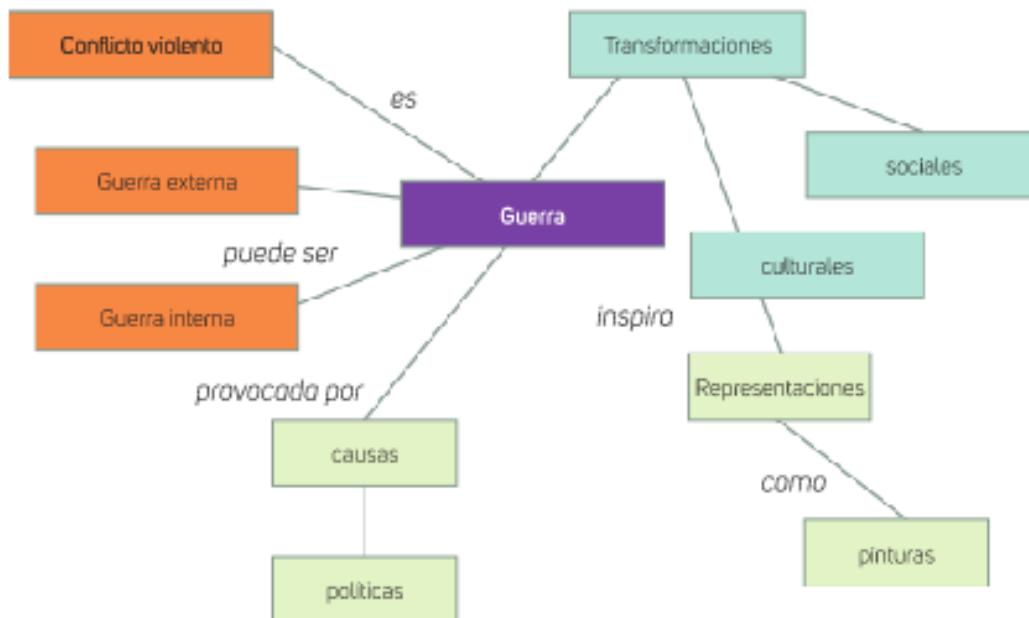 Conflicto violento
Transformaciones
es
sociales
Guerra externa
Guerra
puede ser
culturales
Guerra interna
inspira
provocada por
Representaciones
causas
como
pinturas
políticas